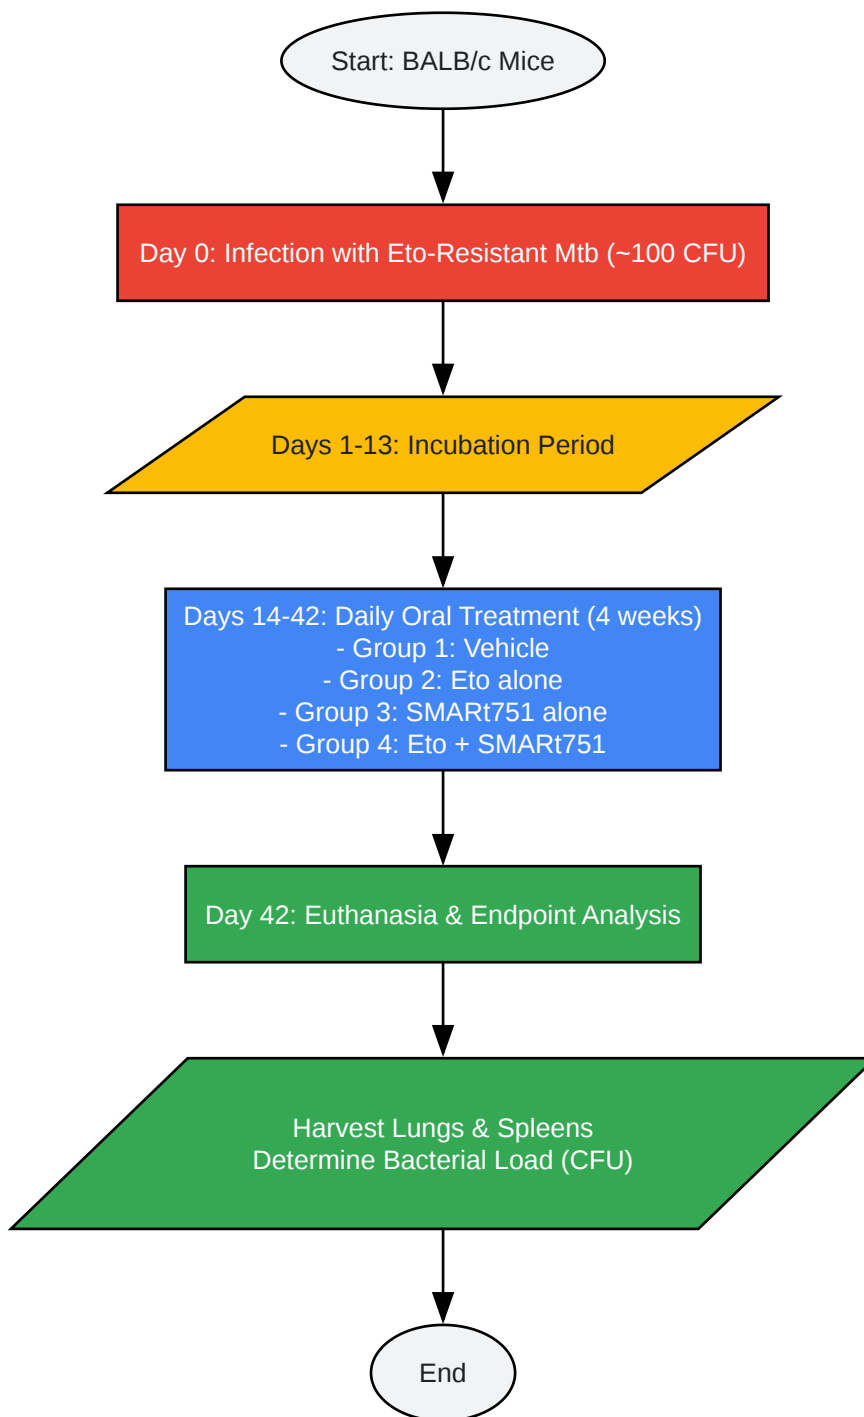 Start: BALB/c Mice
Day 0: Infection with Eto-Resistant Mtb (~100 CFU)
Days 1-13: Incubation Period
Days 14-42: Daily Oral Treatment (4 weeks)
- Group 1: Vehicle
- Group 2: Eto alone
- Group 3: SMARt751 alone
- Group 4: Eto + SMARt751
Day 42: Euthanasia & Endpoint Analysis
Harvest Lungs & Spleens
Determine Bacterial Load (CFU)
End